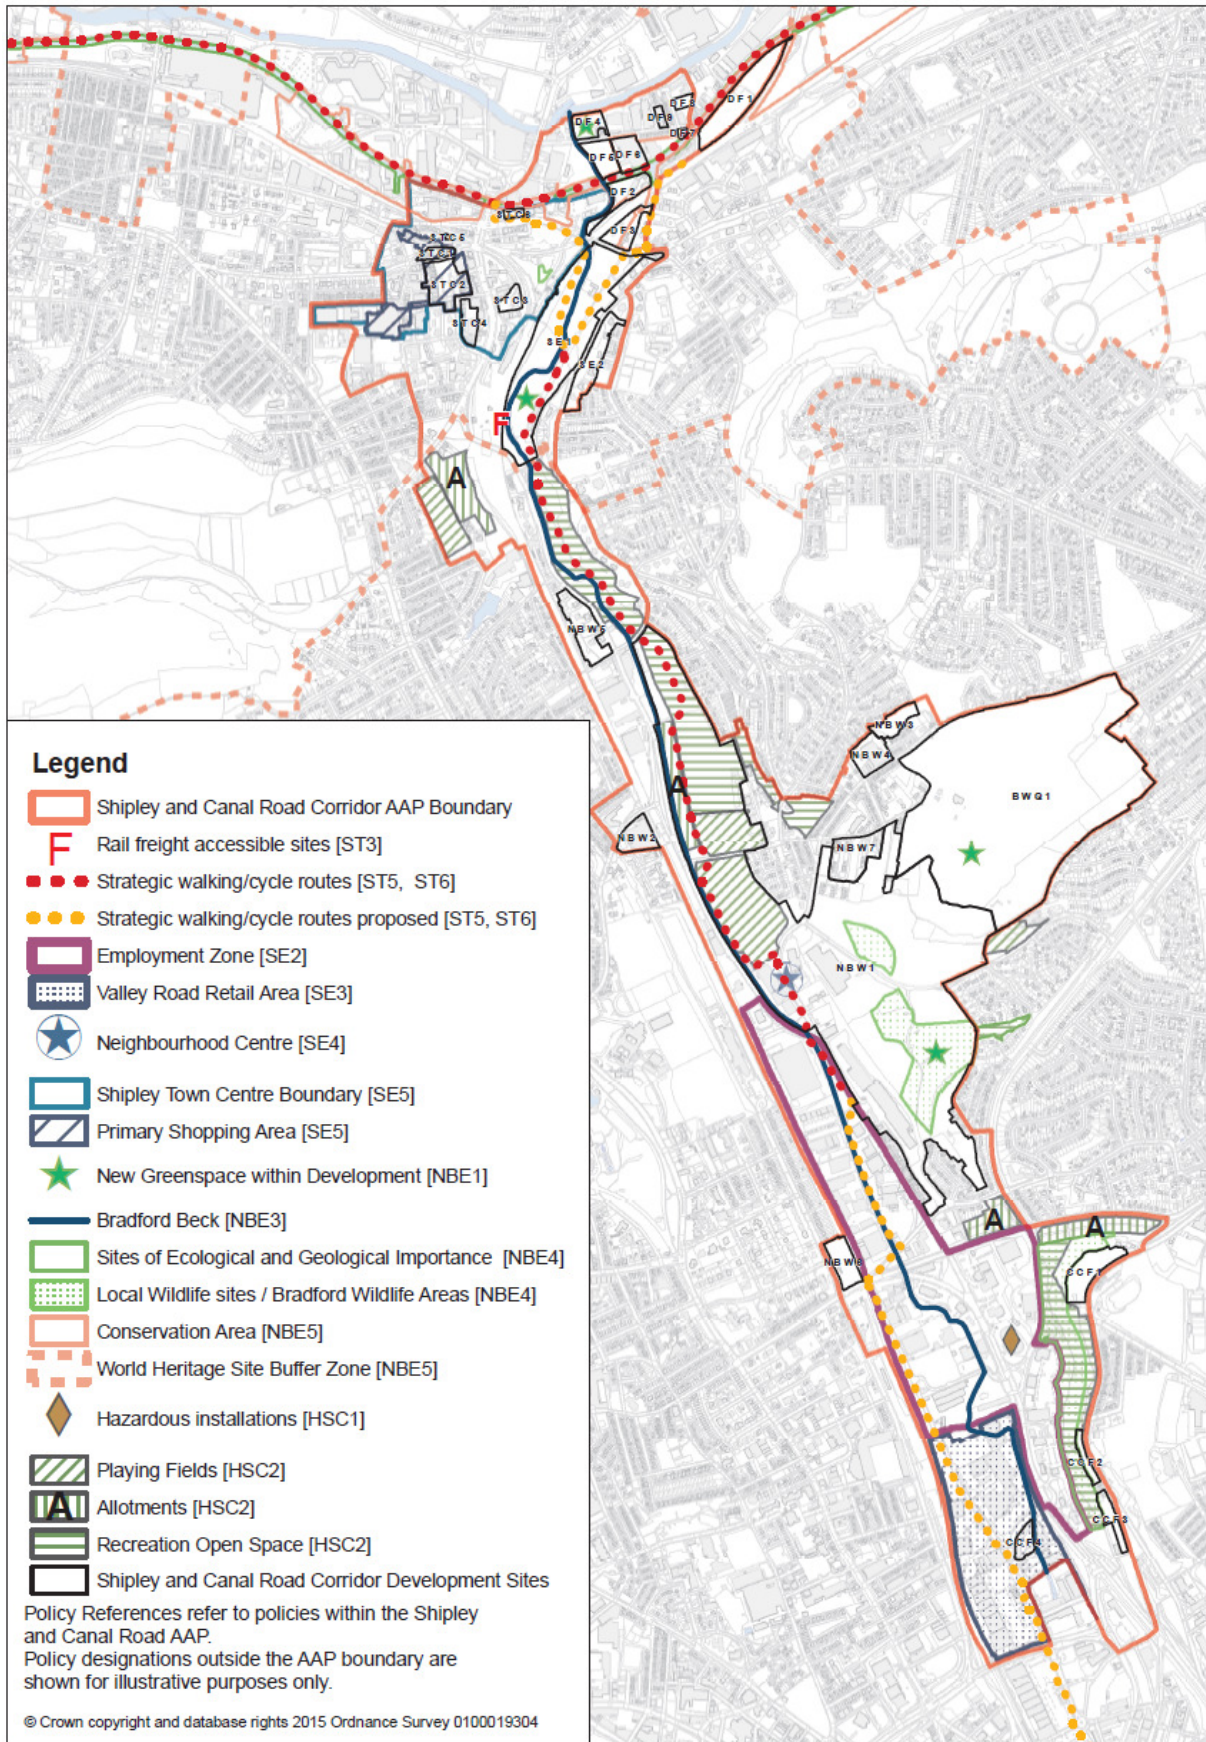 DF1
DF8
DF9
DF4
DF7
DF5
DF6
DF2
STC6
DF3
STC5
STC1
STC2
STC3
STC4
SE1
SE2
F
A
NBW5
NBW3
NBW4
BWQ1
A
NBW2
NBW7
NBW1
A
A
NBW6
CCF1
CCF2
CCF3
CCF4
Legend
Shipley and Canal Road Corridor AAP Boundary
F Rail freight accessible sites [ST3]
Strategic walking/cycle routes [ST5, ST6]
Strategic walking/cycle routes proposed [ST5, ST6]
Employment Zone [SE2]
Valley Road Retail Area [SE3]
Neighbourhood Centre [SE4]
Shipley Town Centre Boundary [SE5]
Primary Shopping Area [SE5]
New Greenspace within Development [NBE1]
Bradford Beck [NBE3]
Sites of Ecological and Geological Importance [NBE4]
Local Wildlife sites / Bradford Wildlife Areas [NBE4]
Conservation Area [NBE5]
World Heritage Site Buffer Zone [NBE5]
Hazardous installations [HSC1]
Playing Fields [HSC2]
A Allotments [HSC2]
Recreation Open Space [HSC2]
Shipley and Canal Road Corridor Development Sites
Policy References refer to policies within the Shipley
and Canal Road AAP.
Policy designations outside the AAP boundary are
shown for illustrative purposes only.
© Crown copyright and database rights 2015 Ordnance Survey 0100019304